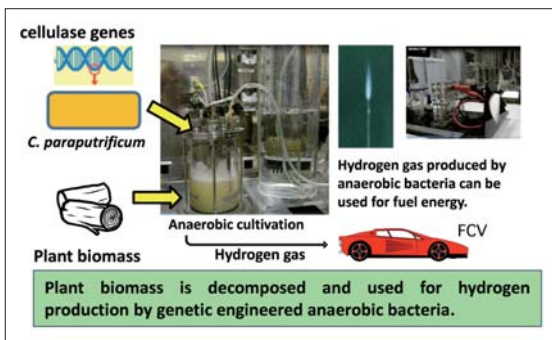 cellulase genes
C. paraputrificum
Plant biomass
Anaerobic cultivation
Hydrogen gas
Hydrogen gas produced by
anaerobic bacteria can be
used for fuel energy.
FCV
Plant biomass is decomposed and used for hydrogen
production by genetic engineered anaerobic bacteria.